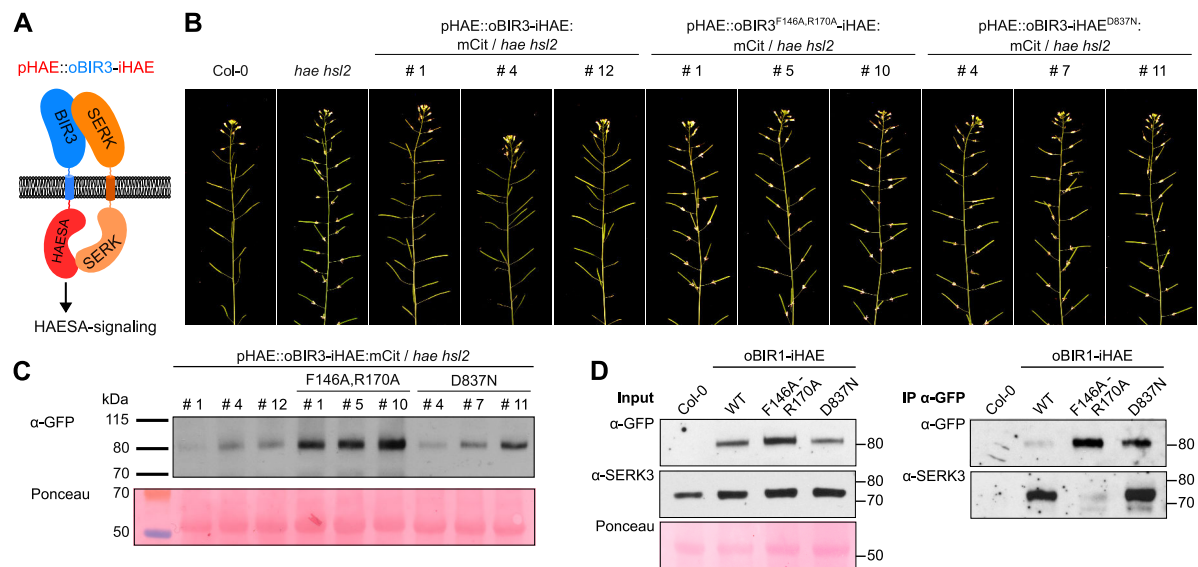 A
pHAE::oBIR3-iHAE
BIR3
SERK
HAESA
SERK
HAESA-signaling
B
pHAE::oBIR3-iHAE:
mCit / hae hsl2
pHAE::oBIR3F146A,R170A-iHAE:
mCit / hae hsl2
pHAE::oBIR3-iHAED837N:
mCit / hae hsl2
Col-0 hae hsl2 # 1 # 4 # 12 # 1 # 5 # 10 # 4 # 7 # 11
C
pHAE::oBIR3-iHAE:mCit / hae hsl2
F146A,R170A D837N
kDa # 1 # 4 # 12 # 1 # 5 # 10 # 4 # 7 # 11
α-GFP
115
80
70
Ponceau
70
50
D
oBIR1-iHAE
Input
Col-0
WT
F146A-
R170A
D837N
α-GFP
80
α-SERK3
80
70
Ponceau
50
oBIR1-iHAE
IP α-GFP
Col-0
WT
F146A-
R170A
D837N
α-GFP
80
α-SERK3
80
70